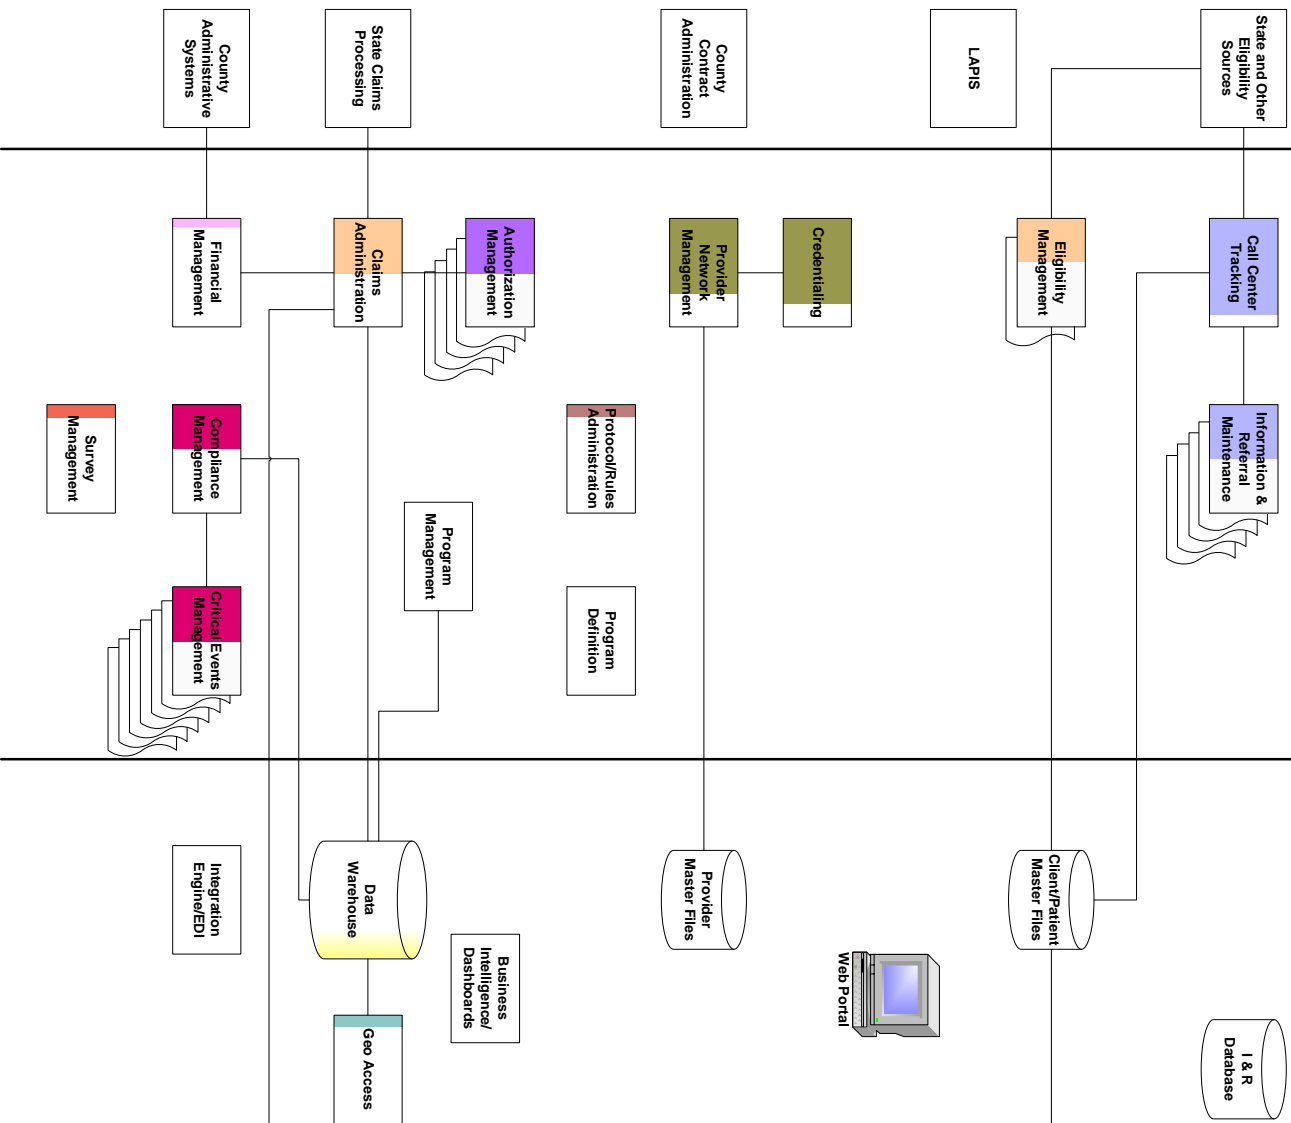 County
Administrative
Systems
State Claims
Processing
County
Contract
Administration
LAPIS
State and Other
Eligibility
Sources
Financial
Management
Claims
Administration
Authorization
Management
Provider
Network
Management
Credentialing
Eligibility
Management
Call Center
Tracking
Survey
Management
Compliance
Management
Protocol/Rules
Administration
Information &
Referral
Maintenance
Program
Management
Critical Events
Management
Program
Definition
Integration
Engine/EDI
Data
Warehouse
Provider
Master Files
Client/Patient
Master Files
Business
Intelligence/
Dashboards
Web Portal
Geo Access
I & R
Database